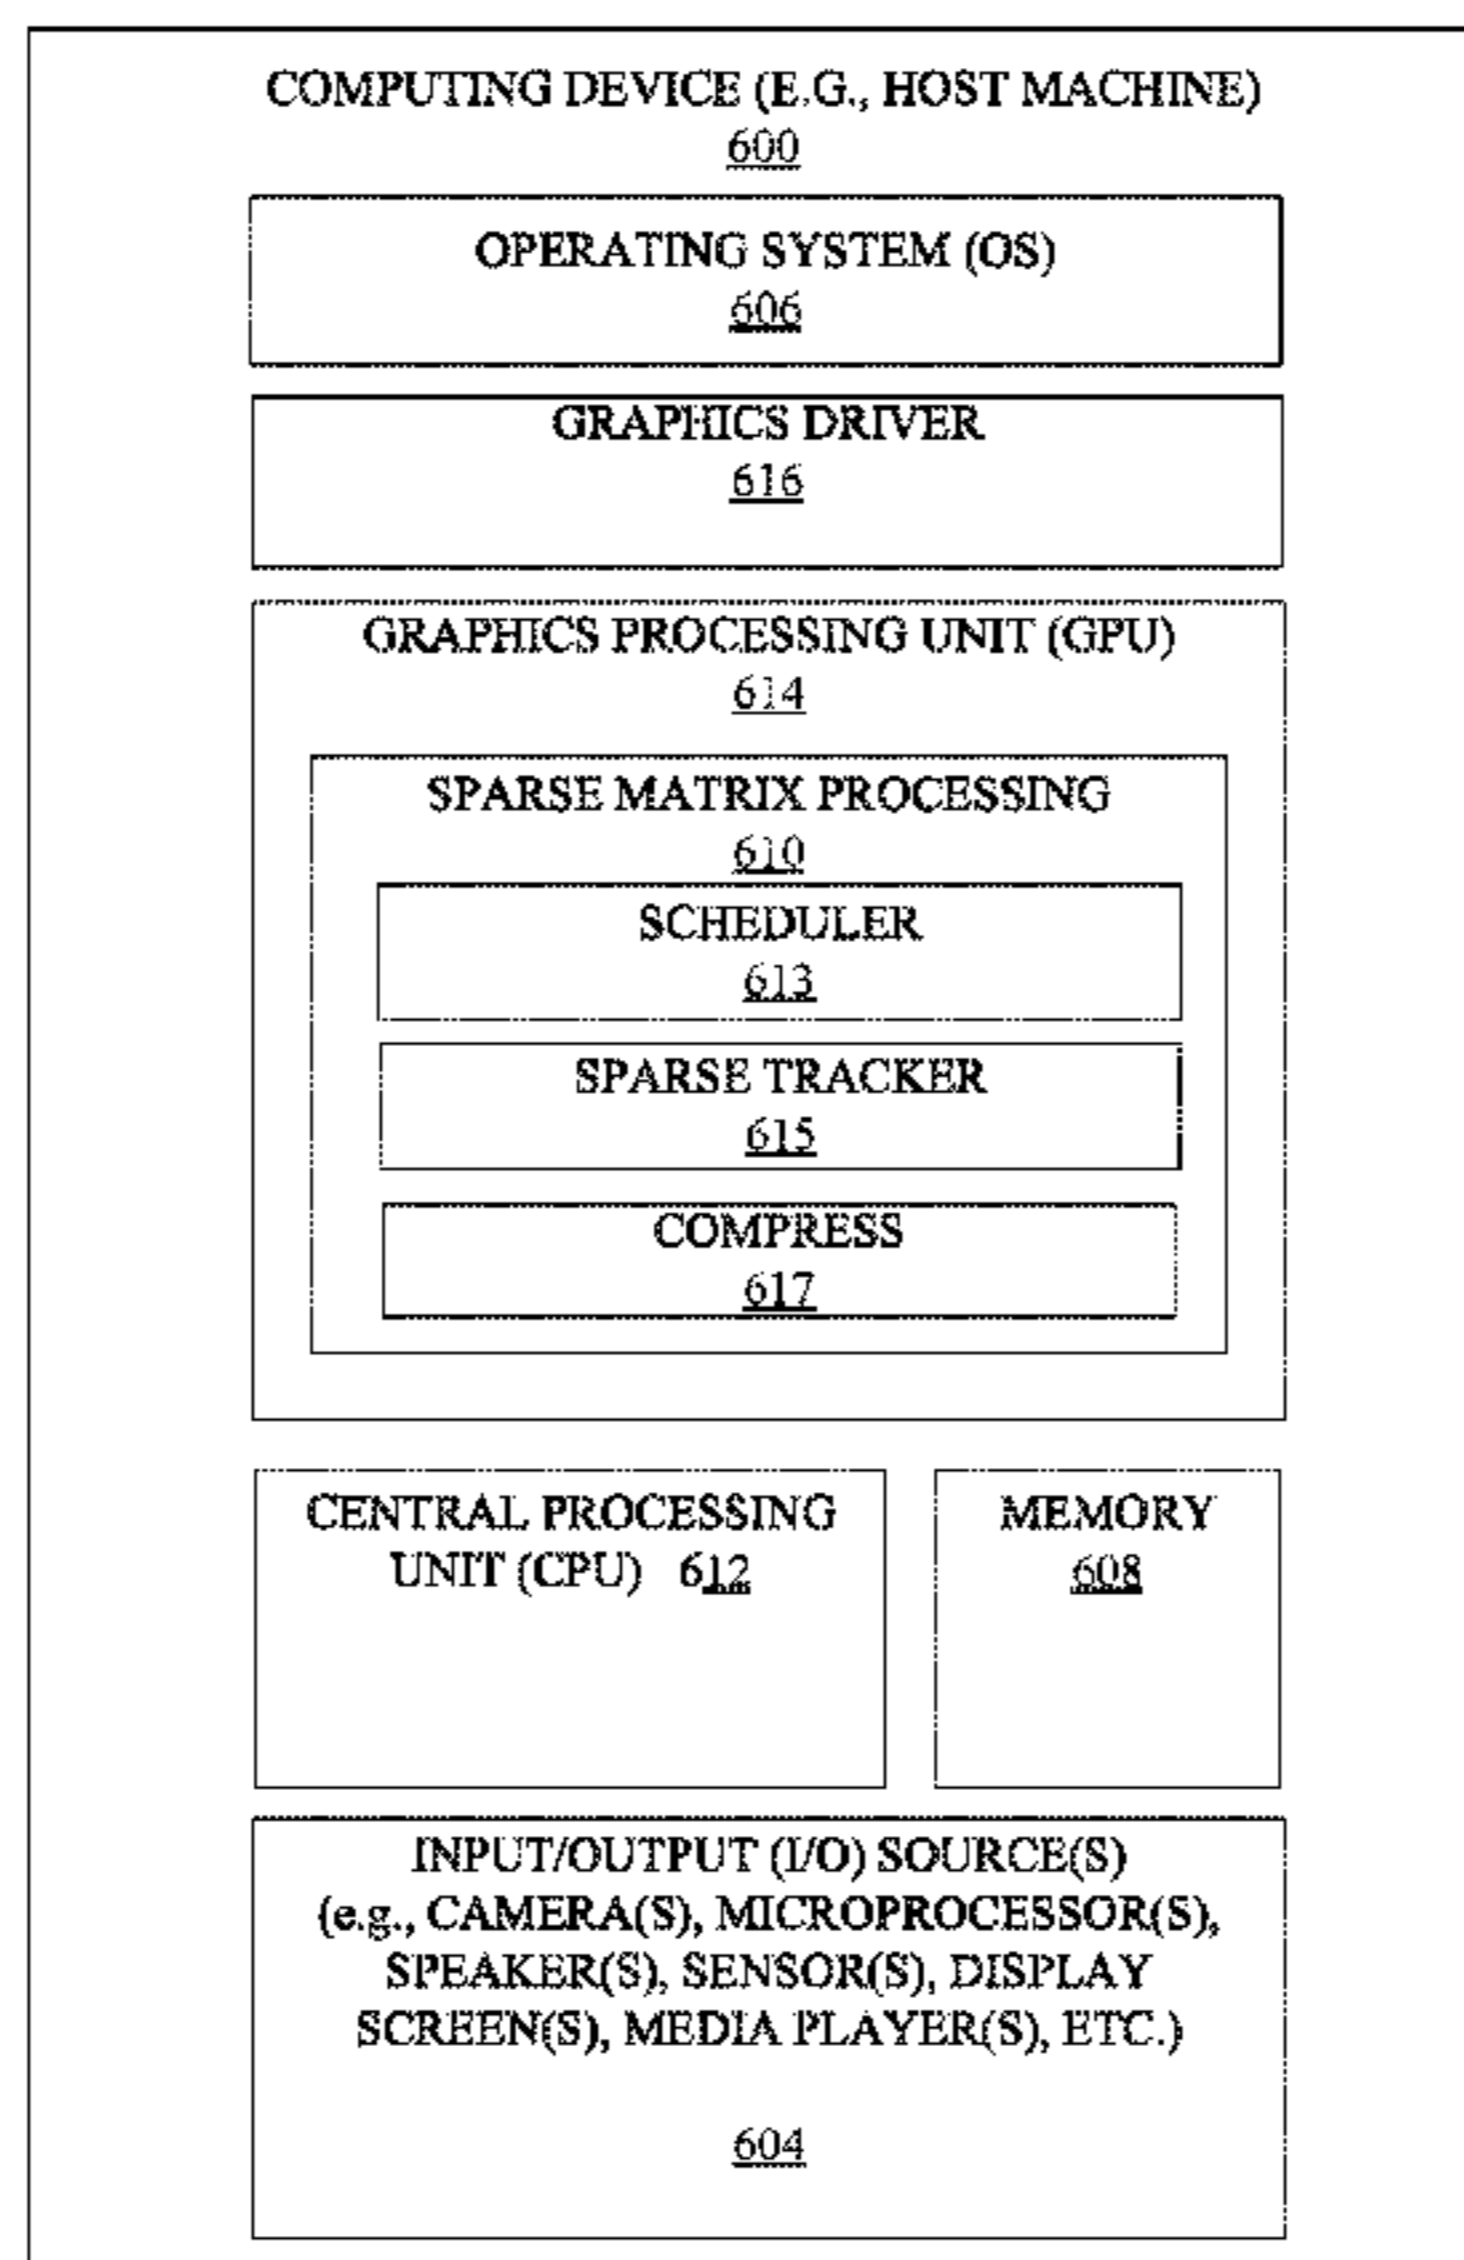 COMPUTING DEVICE (E.G., HOST MACHINE)
600
OPERATING SYSTEM (OS)
606
GRAPHICS DRIVER
616
GRAPHICS PROCESSING UNIT (GPU)
614
SPARSE MATRIX PROCESSING
610
SCHEDULER
613
SPARSE TRACKER
615
COMPRESS
617
CENTRAL PROCESSING
UNIT (CPU) 612
MEMORY
608
INPUT/OUTPUT (I/O) SOURCE(S)
(e.g., CAMERA(S), MICROPROCESSOR(S),
SPEAKER(S), SENSOR(S), DISPLAY
SCREEN(S), MEDIA PLAYER(S), ETC.)
604